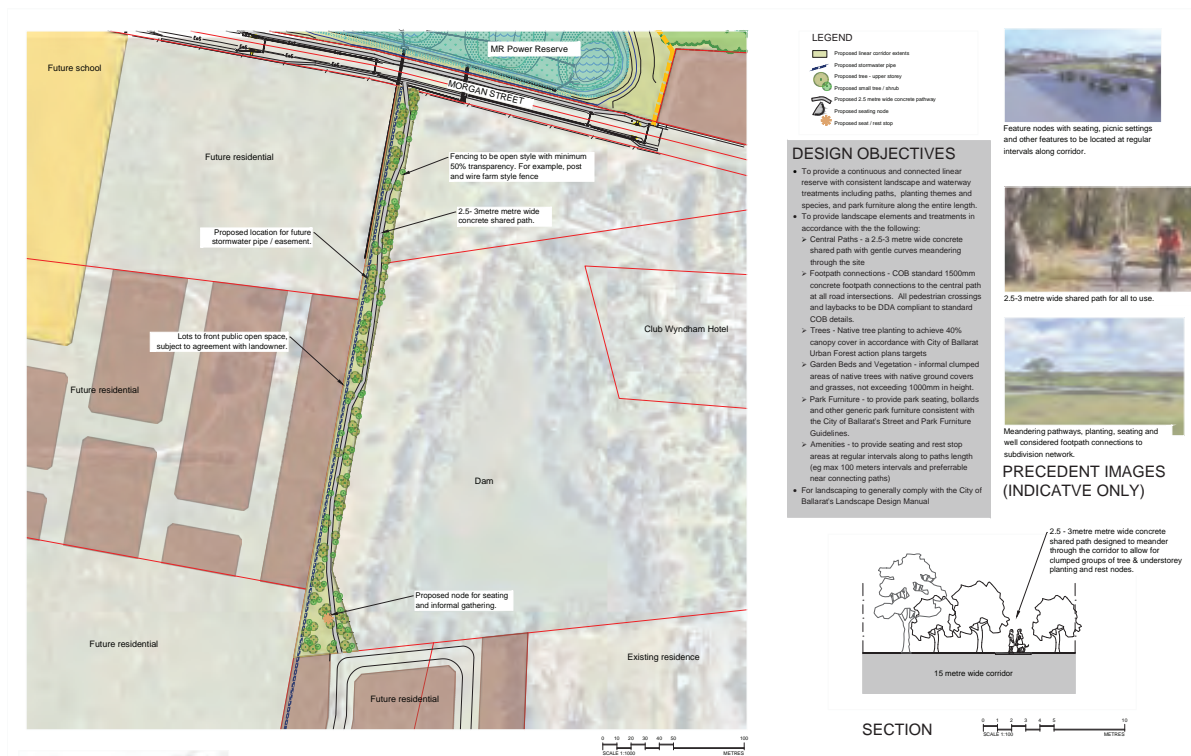 MR Power Reserve
MORGAN STREET
Future school
Future residential
Fencing to be open style with minimum
50% transparency. For example, post
and wire farm style fence
2.5- 3metre metre wide
concrete shared path.
Proposed location for future
stormwater pipe / easement.
Club Wyndham Hotel
Lots to front public open space,
subject to agreement with landowner.
Future residential
Dam
Proposed node for seating
and informal gathering.
Future residential
Existing residence
Future residential
0 10 20 30 40 50 100
SCALE 1:1000 METRES
LEGEND
Proposed linear corridor extents
Proposed stormwater pipe
Proposed tree - upper storey
Proposed small tree / shrub
Proposed 2.5 metre wide concrete pathway
Proposed seating node
Proposed seat / rest stop
DESIGN OBJECTIVES
• To provide a continuous and connected linear
reserve with consistent landscape and waterway
treatments including paths, planting themes and
species, and park furniture along the entire length.
• To provide landscape elements and treatments in
accordance with the the following:
➢ Central Paths - a 2.5-3 metre wide concrete
shared path with gentle curves meandering
through the site
➢ Footpath connections - COB standard 1500mm
concrete footpath connections to the central path
at all road intersections. All pedestrian crossings
and laybacks to be DDA compliant to standard
COB details.
➢ Trees - Native tree planting to achieve 40%
canopy cover in accordance with City of Ballarat
Urban Forest action plans targets
➢ Garden Beds and Vegetation - informal clumped
areas of native trees with native ground covers
and grasses, not exceeding 1000mm in height.
➢ Park Furniture - to provide park seating, bollards
and other generic park furniture consistent with
the City of Ballarat's Street and Park Furniture
Guidelines.
➢ Amenities - to provide seating and rest stop
areas at regular intervals along to paths length
(eg max 100 meters intervals and preferrable
near connecting paths)
• For landscaping to generally comply with the City of
Ballarat's Landscape Design Manual
Feature nodes with seating, picnic settings
and other features to be located at regular
intervals along corridor.
2.5-3 metre wide shared path for all to use.
Meandering pathways, planting, seating and
well considered footpath connections to
subdivision network.
PRECEDENT IMAGES
(INDICATVE ONLY)
2.5 - 3metre metre wide concrete
shared path designed to meander
through the corridor to allow for
clumped groups of tree & understorey
planting and rest nodes.
15 metre wide corridor
SECTION
0 1 2 3 4 5 10
SCALE 1:100 METRES